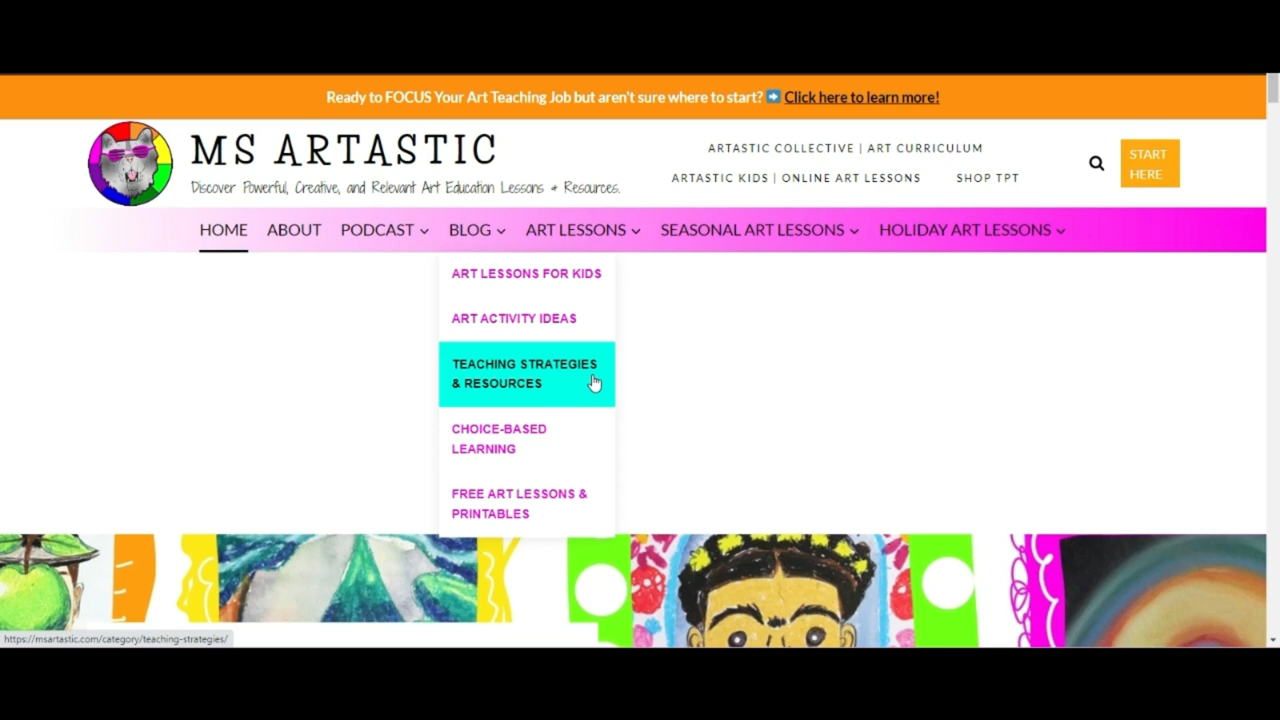 Ready to FOCUS Your Art Teaching Job but aren't sure where to start? ➡ Click here to learn more!
MS ARTASTIC
Discover Powerful, Creative, and Relevant Art Education Lessons & Resources.
ARTASTIC COLLECTIVE | ART CURRICULUM
ARTASTIC KIDS | ONLINE ART LESSONS
SHOP TPT
START
HERE
HOME
ABOUT
PODCAST
BLOG
ART LESSONS
SEASONAL ART LESSONS
HOLIDAY ART LESSONS
ART LESSONS FOR KIDS
ART ACTIVITY IDEAS
TEACHING STRATEGIES
& RESOURCES
CHOICE-BASED
LEARNING
FREE ART LESSONS &
PRINTABLES
https://msartastic.com/category/teaching-strategies/